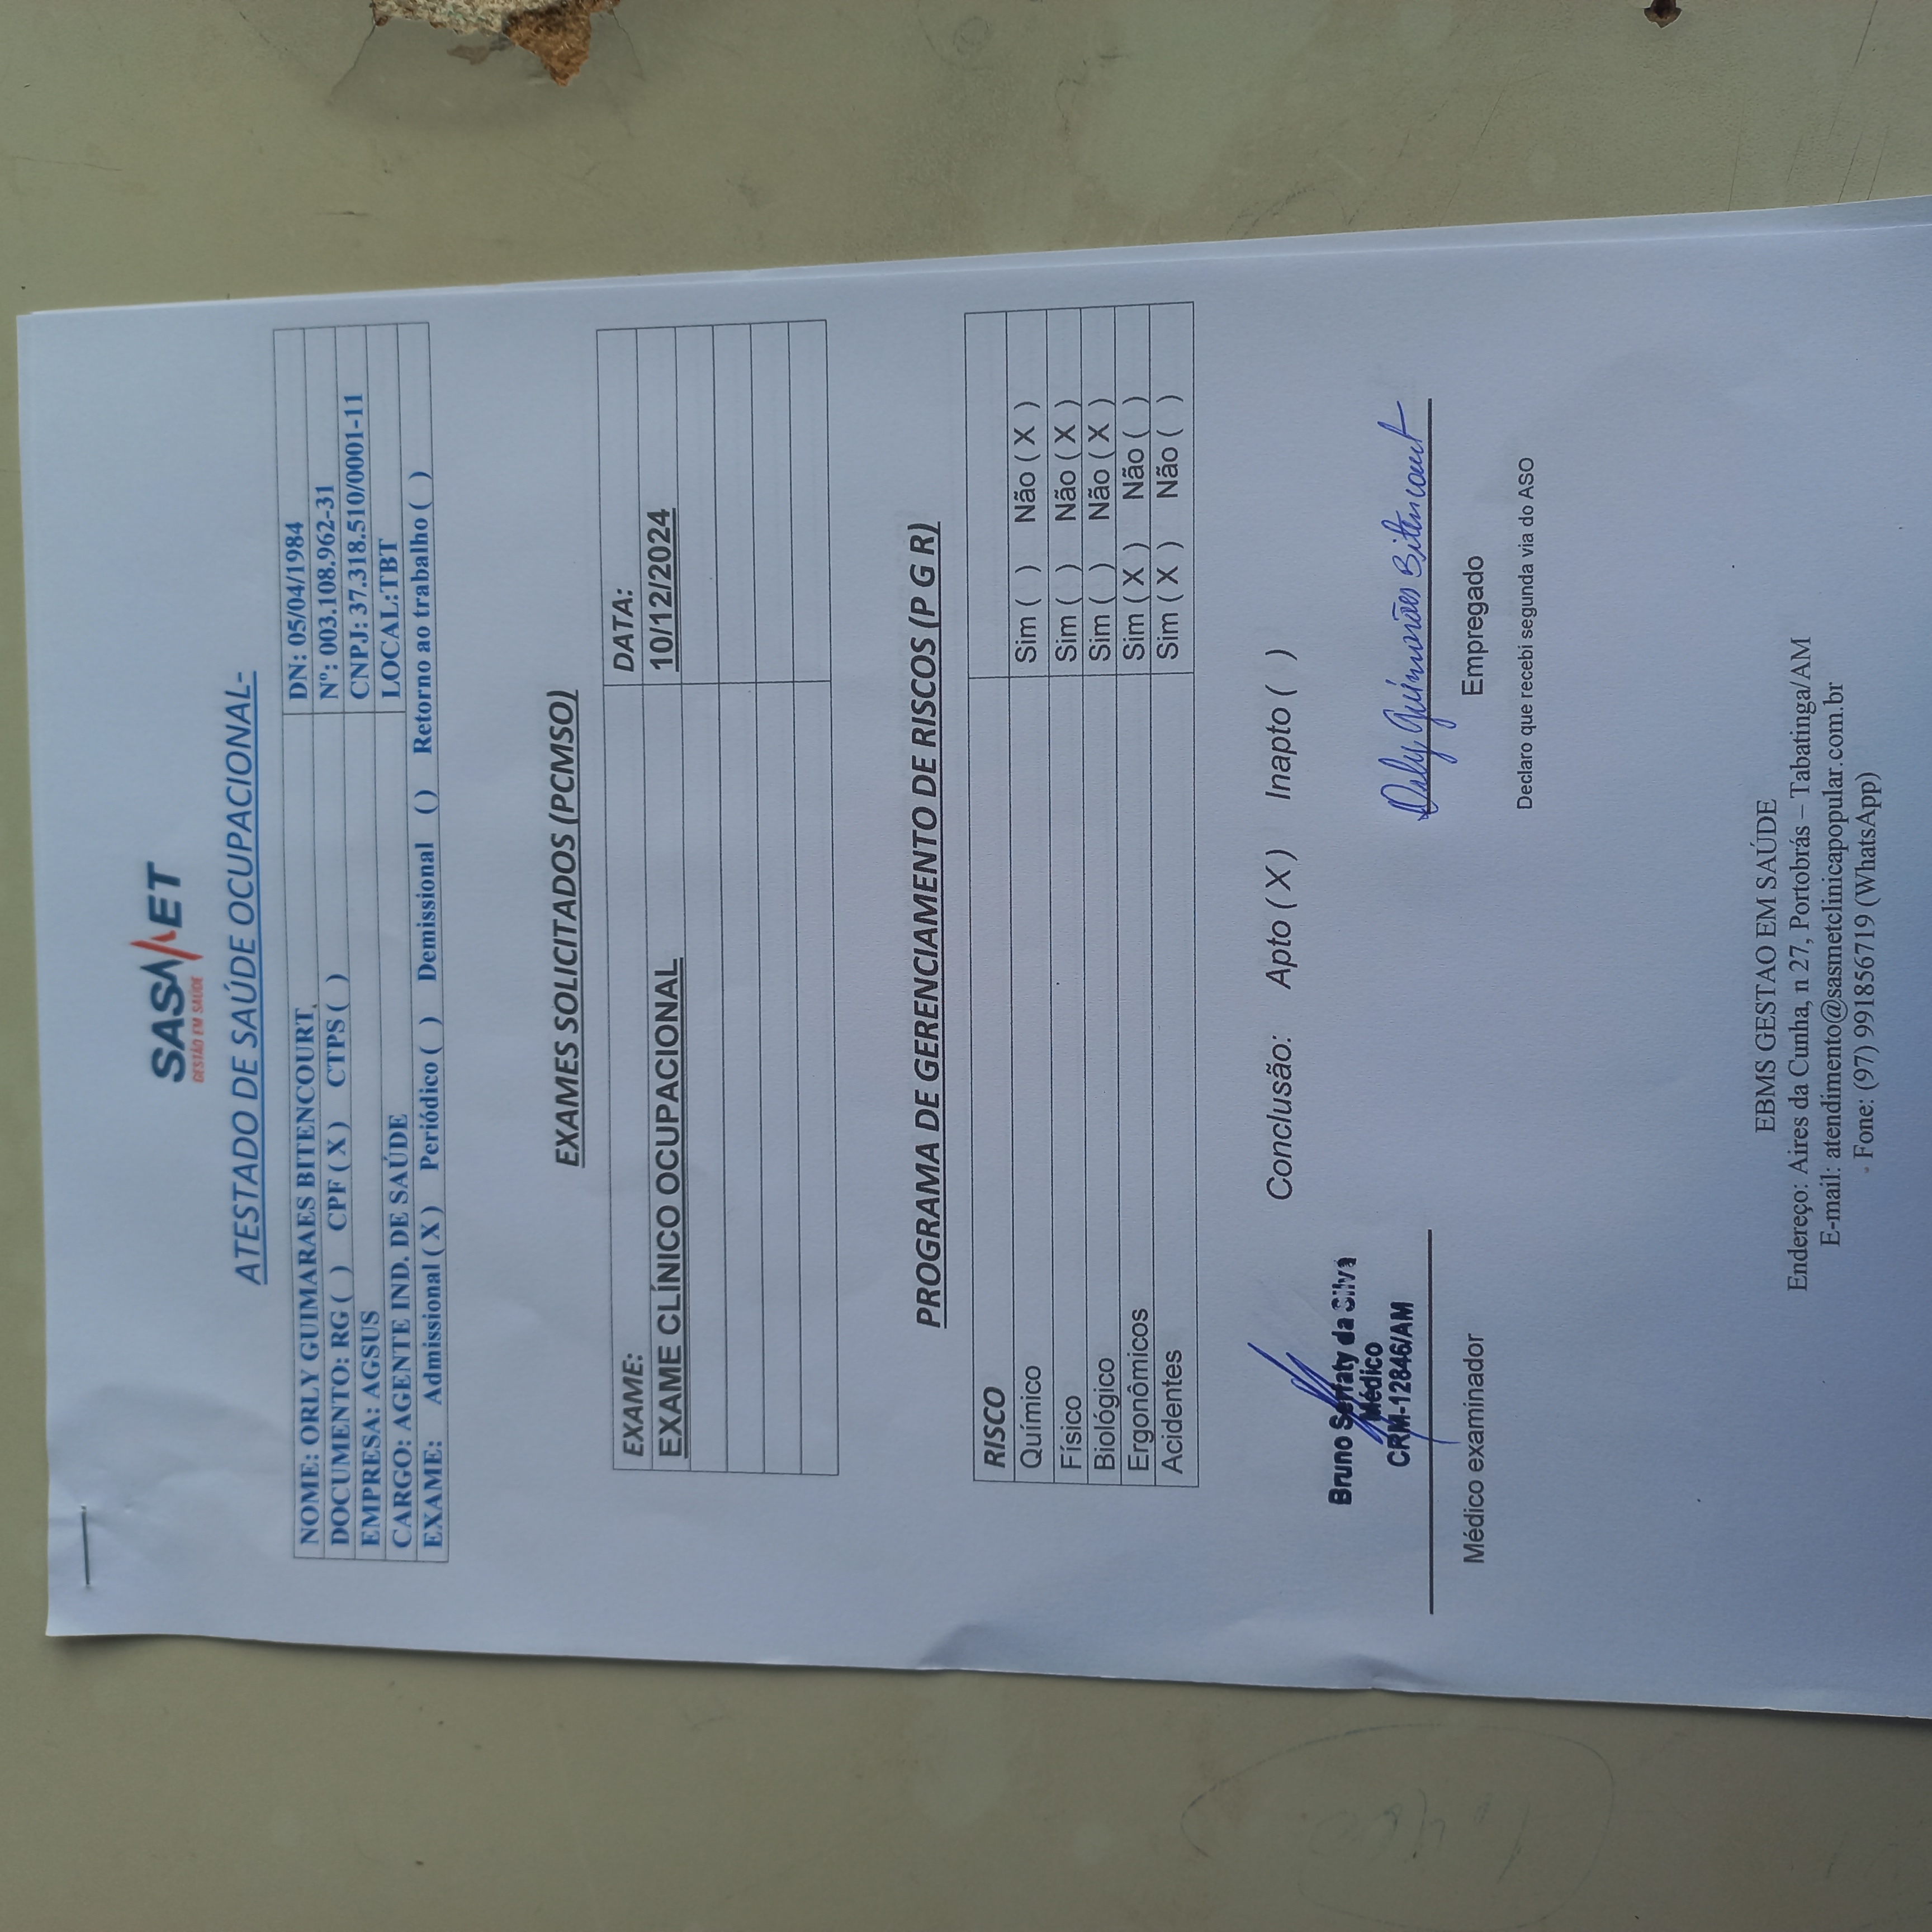 SASMET
GESTÃO EM SAÚDE
ATESTADO DE SAÚDE OCUPACIONAL-
NOME: ORLY GUIMARAES BITENCOURT. DN: 05/04/1984
DOCUMENTO: RG ( ) CPF ( X ) CTPS ( ) Nº: 003.108.962-31
EMPRESA: AGSUS CNPJ: 37.318.510/0001-11
CARGO: AGENTE IND. DE SAÚDE LOCAL:TBT
EXAME: Admissional ( X ) Periódico ( ) Demissional () Retorno ao trabalho ( )
EXAMES SOLICITADOS (PCMSO)
EXAME: DATA:
EXAME CLÍNICO OCUPACIONAL 10/12/2024
PROGRAMA DE GERENCIAMENTO DE RISCOS (P G R)
RISCO
Químico Sim ( ) Não ( X )
Físico Sim ( ) Não ( X )
Biológico Sim ( ) Não ( X )
Ergonômicos Sim ( X ) Não ( )
Acidentes Sim ( X ) Não ( )
Conclusão: Apto ( X ) Inapto ( )
Bruno Serfaty da Silva
Médico
CRM-12846/AM
Orly Guimarães Bitencourt
Médico examinador Empregado
Declaro que recebi segunda via do ASO
EBMS GESTAO EM SAÚDE
Endereço: Aires da Cunha, n 27, Portobrás – Tabatinga/AM
E-mail: atendimento@sasmetclinicapopular.com.br
- Fone: (97) 991856719 (WhatsApp)